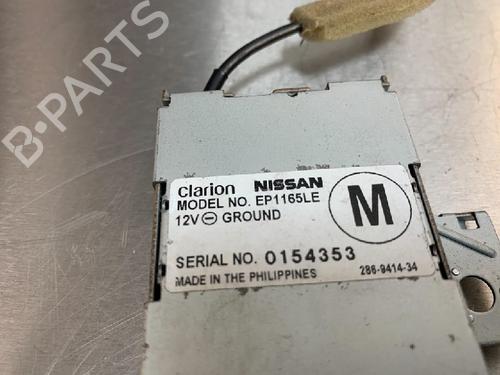 B-PARTS
Clarion NISSAN
MODEL NO. EP1165LE
12V ⊖ GROUND
M
SERIAL NO. 0154353
MADE IN THE PHILIPPINES 286-9414-34